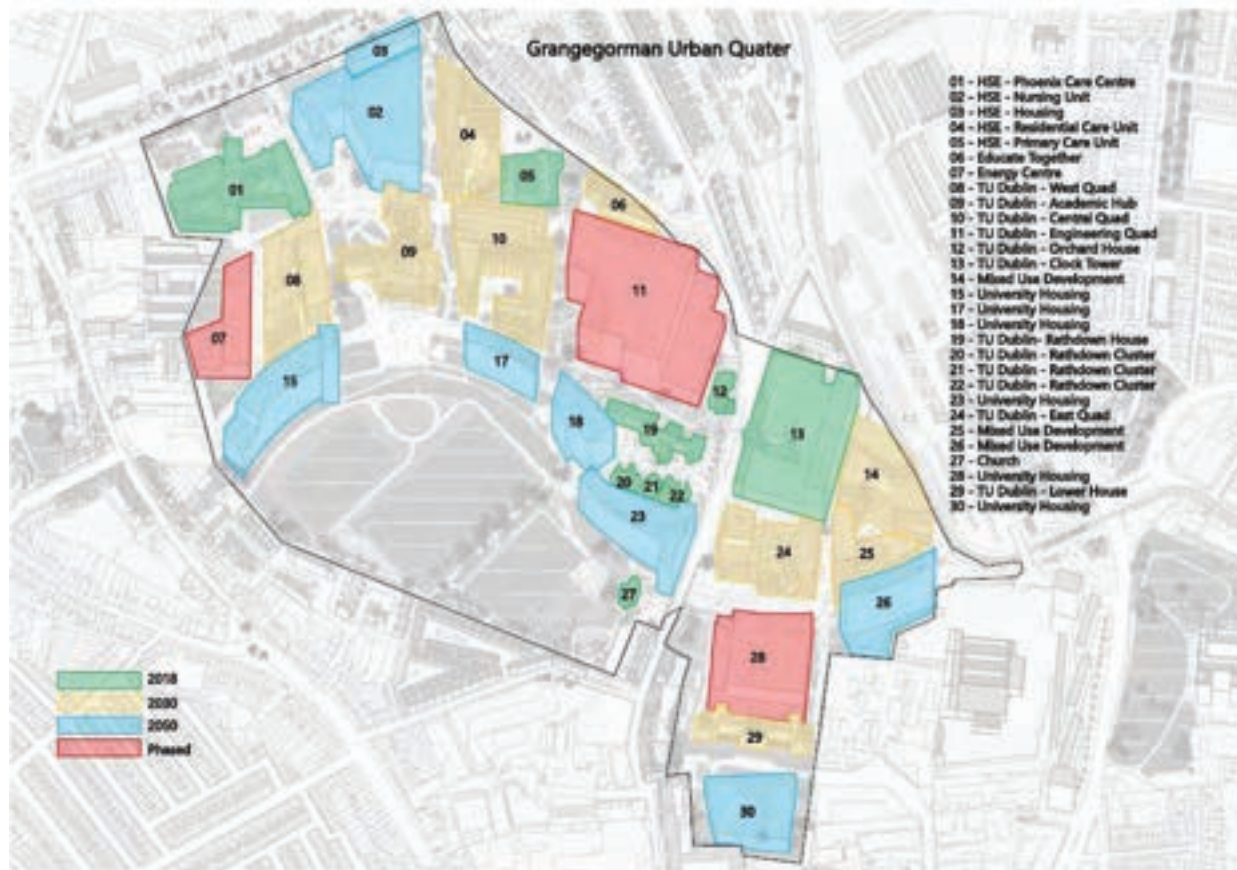 Grangegorman Urban Quater
01 - HSE - Phoenix Care Centre
02 - HSE - Nursing Unit
03 - HSE - Housing
04 - HSE - Residential Care Unit
05 - HSE - Primary Care Unit
06 - Educate Together
07 - Energy Centre
08 - TU Dublin - West Quad
09 - TU Dublin - Academic Hub
10 - TU Dublin - Central Quad
11 - TU Dublin - Engineering Quad
12 - TU Dublin - Orchard House
13 - TU Dublin - Clock Tower
14 - Mixed Use Development
15 - University Housing
17 - University Housing
18 - University Housing
19 - TU Dublin- Rathdown House
20 - TU Dublin - Rathdown Cluster
21 - TU Dublin - Rathdown Cluster
22 - TU Dublin - Rathdown Cluster
23 - University Housing
24 - TU Dublin - East Quad
25 - Mixed Use Development
26 - Mixed Use Development
27 - Church
28 - University Housing
29 - TU Dublin - Lower House
30 - University Housing
03
02
04
05
01
06
10
09
08
11
07
17
15
12
18
19
13
20
21
22
14
23
24
25
27
26
28
29
30
2018
2030
2050
Phased